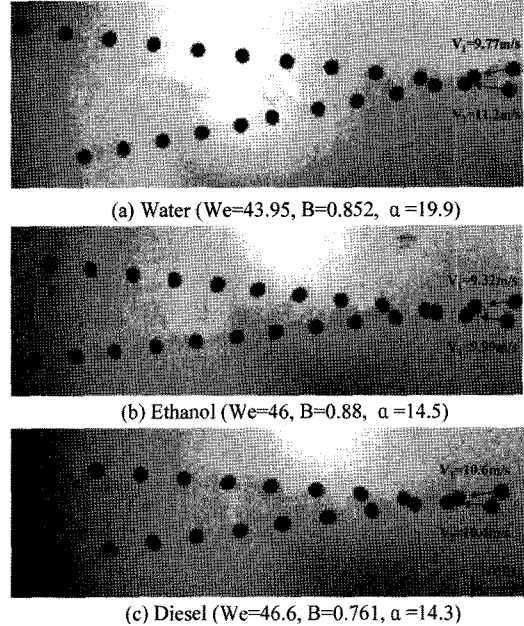 V₁=9.77m/s
V₂=11.2m/s
(a) Water (We=43.95, B=0.852, α=19.9)
V₁=9.32m/s
(b) Ethanol (We=46, B=0.88, α=14.5)
V₁=10.6m/s
(c) Diesel (We=46.6, B=0.761, α=14.3)